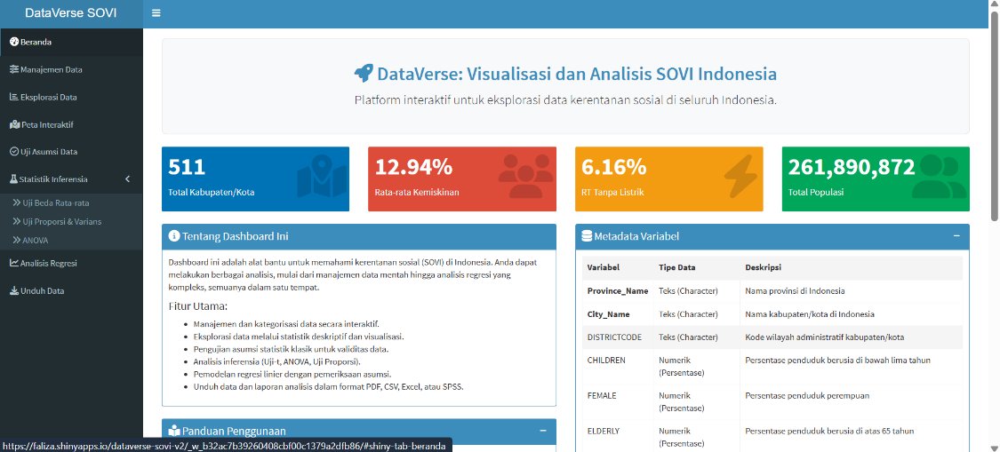 DataVerse SOVI
Beranda
Manajemen Data
Eksplorasi Data
Peta Interaktif
Uji Asumsi Data
Statistik Inferensia
Uji Beda Rata-rata
Uji Proporsi & Varians
ANOVA
Analisis Regresi
Unduh Data
DataVerse: Visualisasi dan Analisis SOVI Indonesia
Platform interaktif untuk eksplorasi data kerentanan sosial di seluruh Indonesia.
511
Total Kabupaten/Kota
12.94%
Rata-rata Kemiskinan
6.16%
RT Tanpa Listrik
261,890,872
Total Populasi
Tentang Dashboard Ini
Dashboard ini adalah alat bantu untuk memahami kerentanan sosial (SOVI) di Indonesia. Anda dapat
melakukan berbagai analisis, mulai dari manajemen data mentah hingga analisis regresi yang
kompleks, semuanya dalam satu tempat.
Fitur Utama:
• Manajemen dan kategorisasi data secara interaktif.
• Eksplorasi data melalui statistik deskriptif dan visualisasi.
• Pengujian asumsi statistik klasik untuk validitas data.
• Analisis inferensia (Uji-t, ANOVA, Uji Proporsi).
• Pemodelan regresi linier dengan pemeriksaan asumsi.
• Unduh data dan laporan analisis dalam format PDF, CSV, Excel, atau SPSS.
Panduan Penggunaan
Metadata Variabel
Variabel Tipe Data Deskripsi
Province_Name Teks (Character) Nama provinsi di Indonesia
City_Name Teks (Character) Nama kabupaten/kota di Indonesia
DISTRICTCODE Teks (Character) Kode wilayah administratif kabupaten/kota
CHILDREN Numerik Persentase penduduk berusia di bawah lima tahun
(Persentase)
FEMALE Numerik Persentase penduduk perempuan
(Persentase)
ELDERLY Numerik Persentase penduduk berusia di atas 65 tahun
(Persentase)
https://faliza.shinyapps.io/dataverse-sovi-v2/_w_b32ac7b39260408cbf00c1379a2dfb86/#shiny-tab-beranda